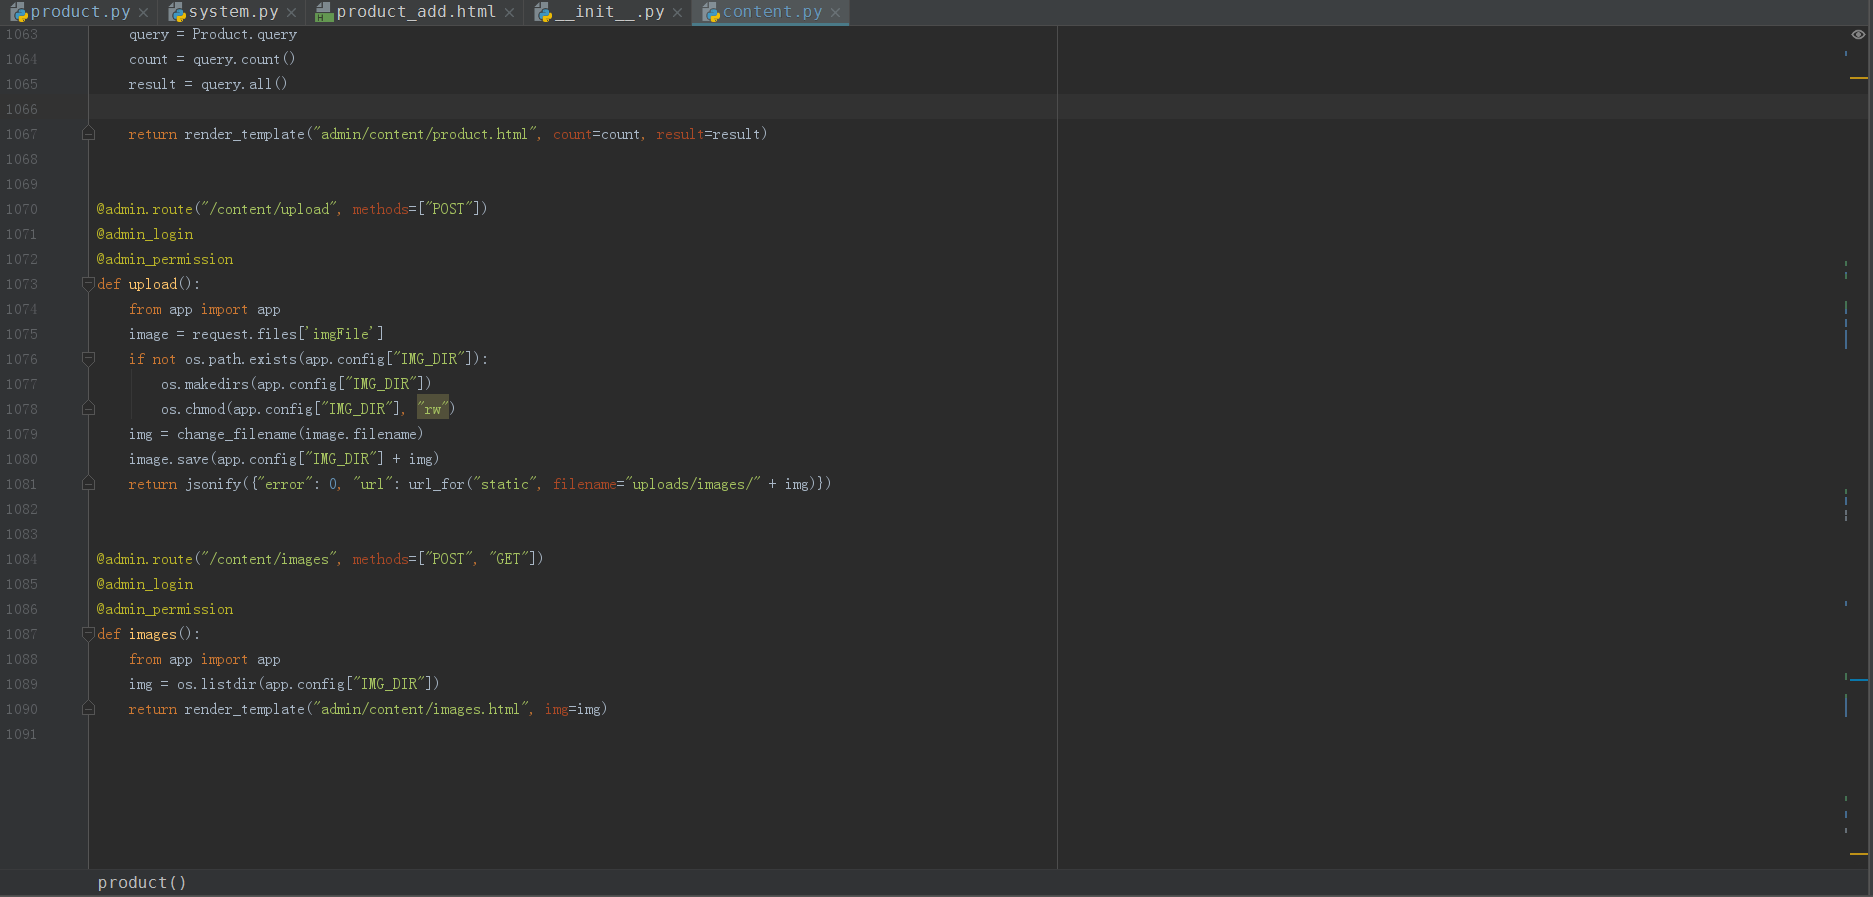 product.py × system.py × product_add.html × __init__.py × content.py ×
1063 query = Product.query
1064 count = query.count()
1065 result = query.all()
1066
1067 return render_template("admin/content/product.html", count=count, result=result)
1068
1069
1070 @admin.route("/content/upload", methods=["POST"])
1071 @admin_login
1072 @admin_permission
1073 def upload():
1074 from app import app
1075 image = request.files['imgFile']
1076 if not os.path.exists(app.config["IMG_DIR"]):
1077 os.makedirs(app.config["IMG_DIR"])
1078 os.chmod(app.config["IMG_DIR"], "rw")
1079 img = change_filename(image.filename)
1080 image.save(app.config["IMG_DIR"] + img)
1081 return jsonify({"error": 0, "url": url_for("static", filename="uploads/images/" + img)})
1082
1083
1084 @admin.route("/content/images", methods=["POST", "GET"])
1085 @admin_login
1086 @admin_permission
1087 def images():
1088 from app import app
1089 img = os.listdir(app.config["IMG_DIR"])
1090 return render_template("admin/content/images.html", img=img)
1091
product()